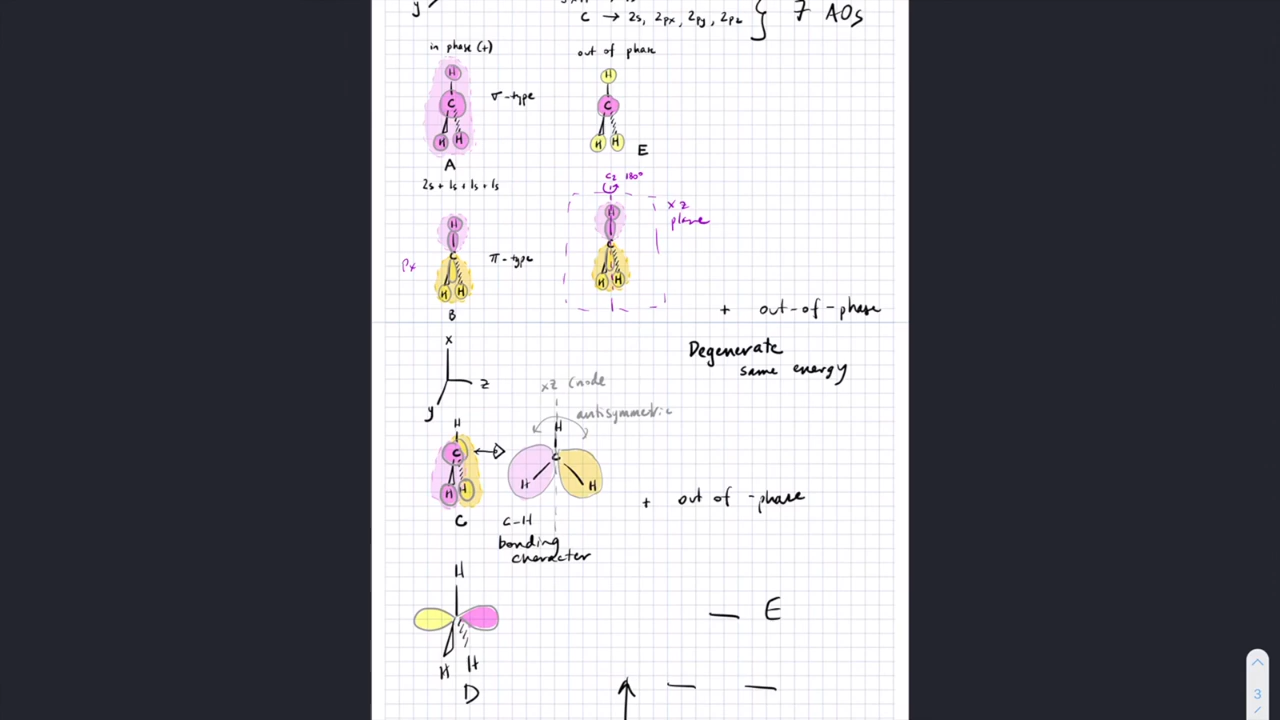 y
C → 2s, 2px, 2py, 2pz } 7 AOs
in phase (+)
out of phase
H
C
H H
σ-type
A
2s + 1s + 1s + 1s
H
C
H H
E
C2 180°
xz
plane
H
C
H H
Px
π-type
B
H
C
H H
+ out-of-phase
Degenerate
same energy
x
z
y
xz (node
antisymmetric
H
C
H H
C
H
C
H H
C-H
bonding
character
+ out of -phase
H
H H
D
E
3